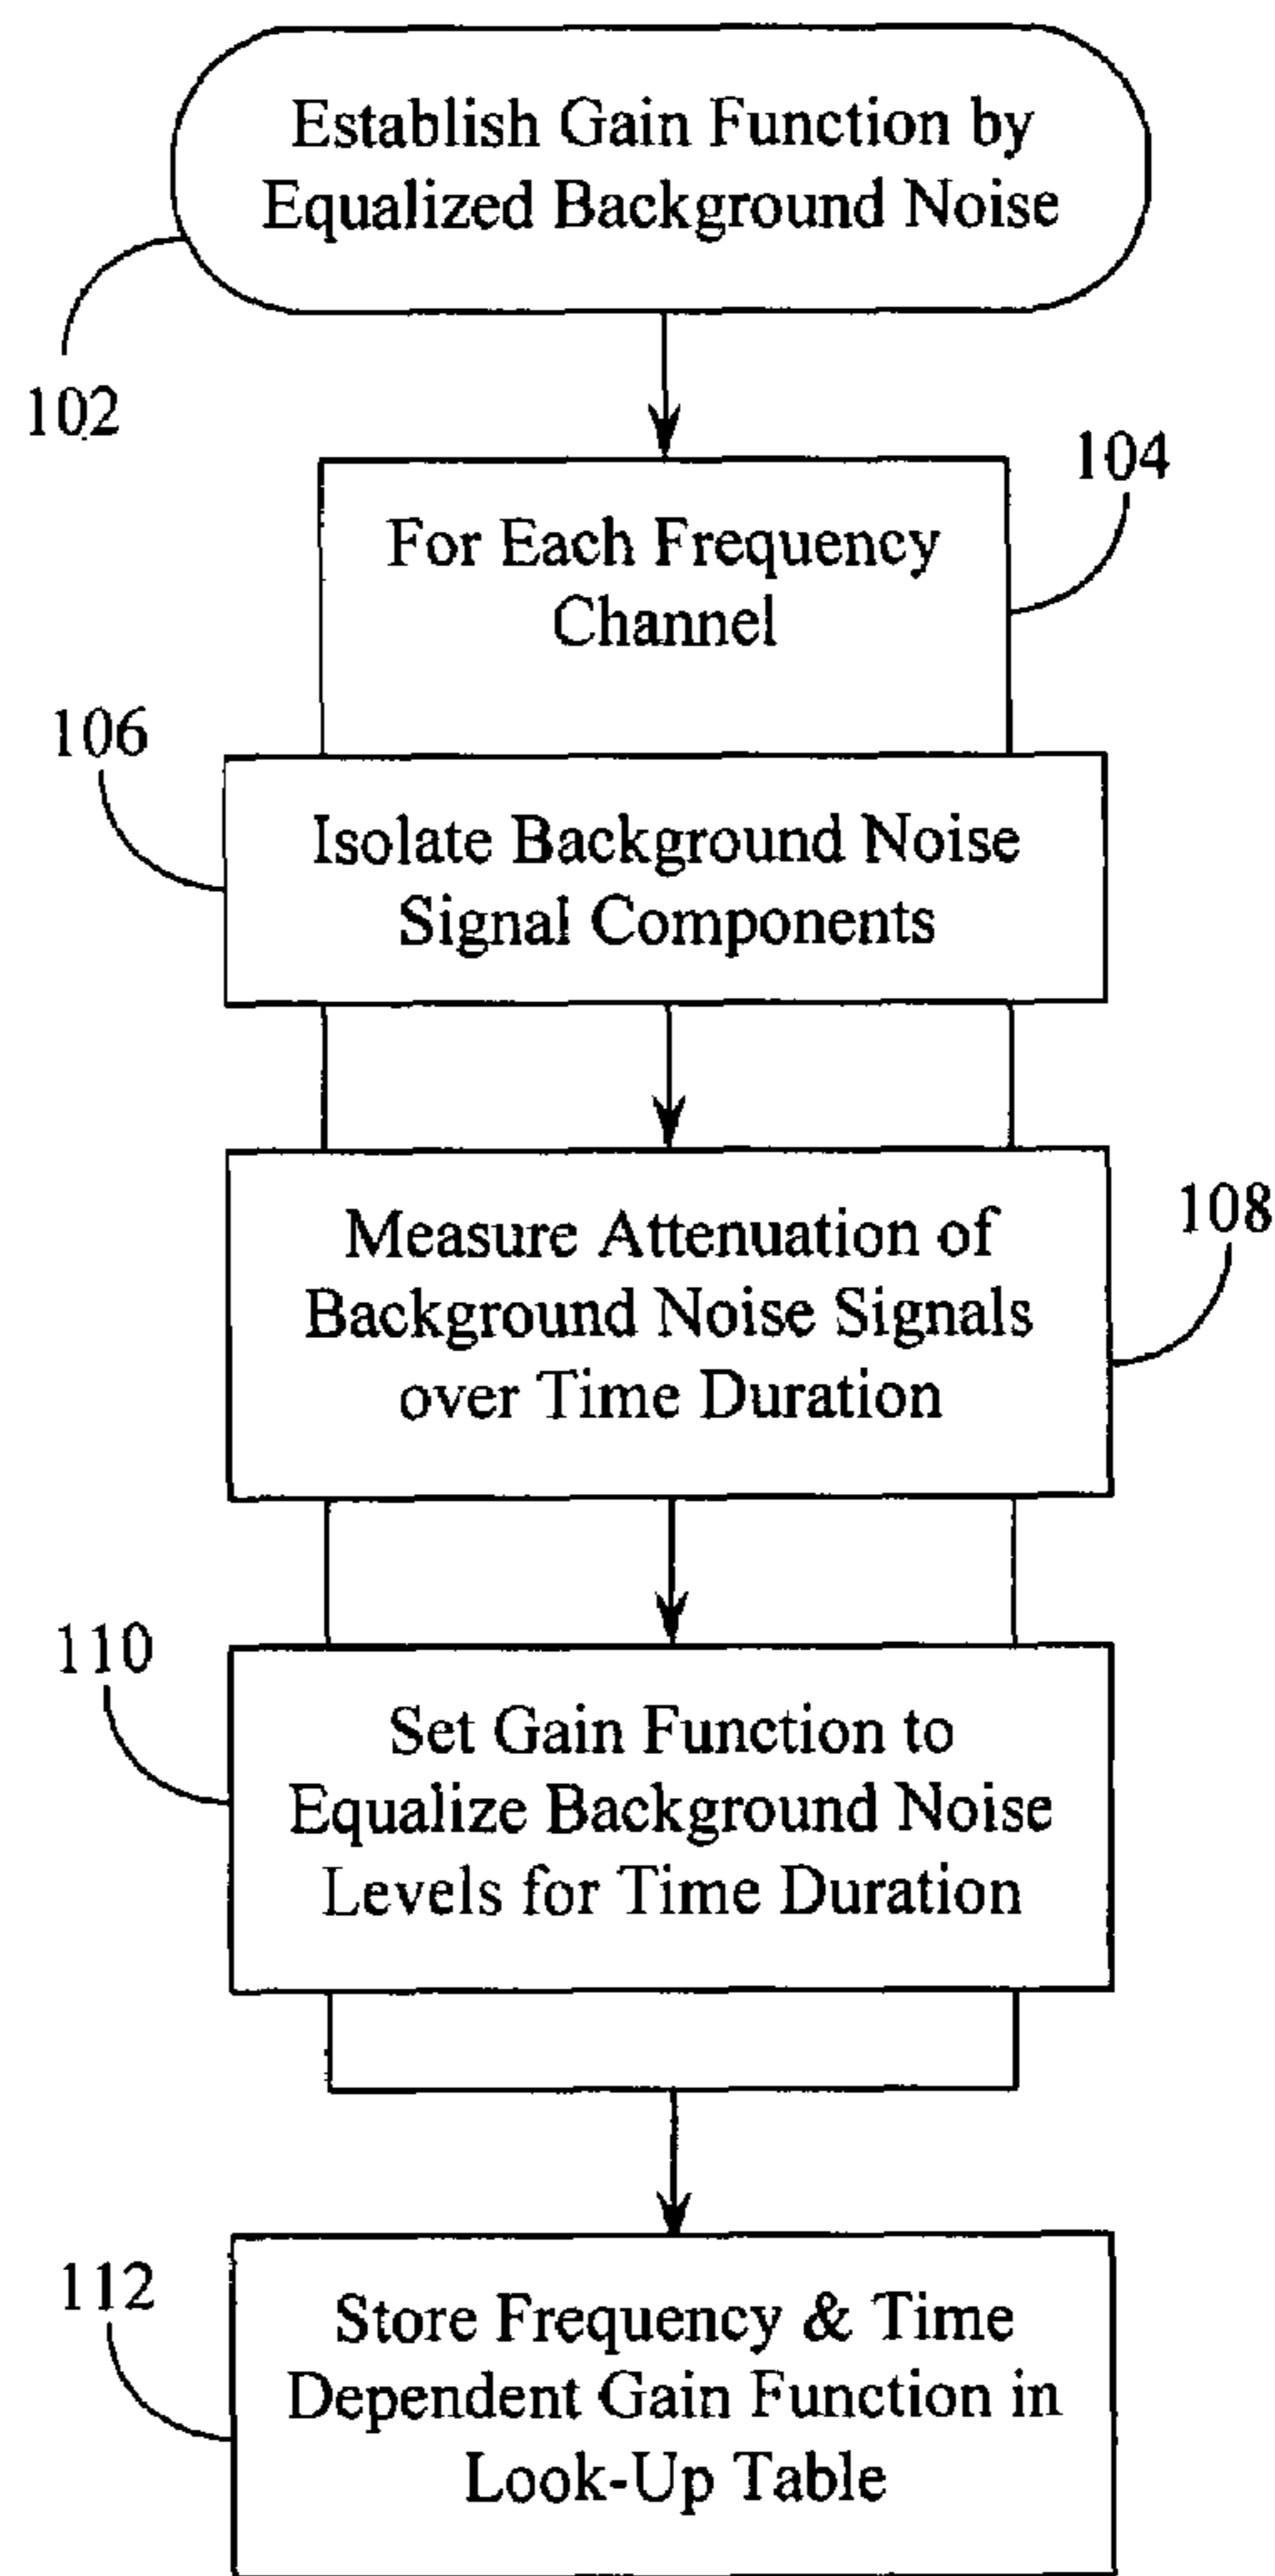 Establish Gain Function by
Equalized Background Noise
102
104
For Each Frequency
Channel
106
Isolate Background Noise
Signal Components
108
Measure Attenuation of
Background Noise Signals
over Time Duration
110
Set Gain Function to
Equalize Background Noise
Levels for Time Duration
112
Store Frequency & Time
Dependent Gain Function in
Look-Up Table